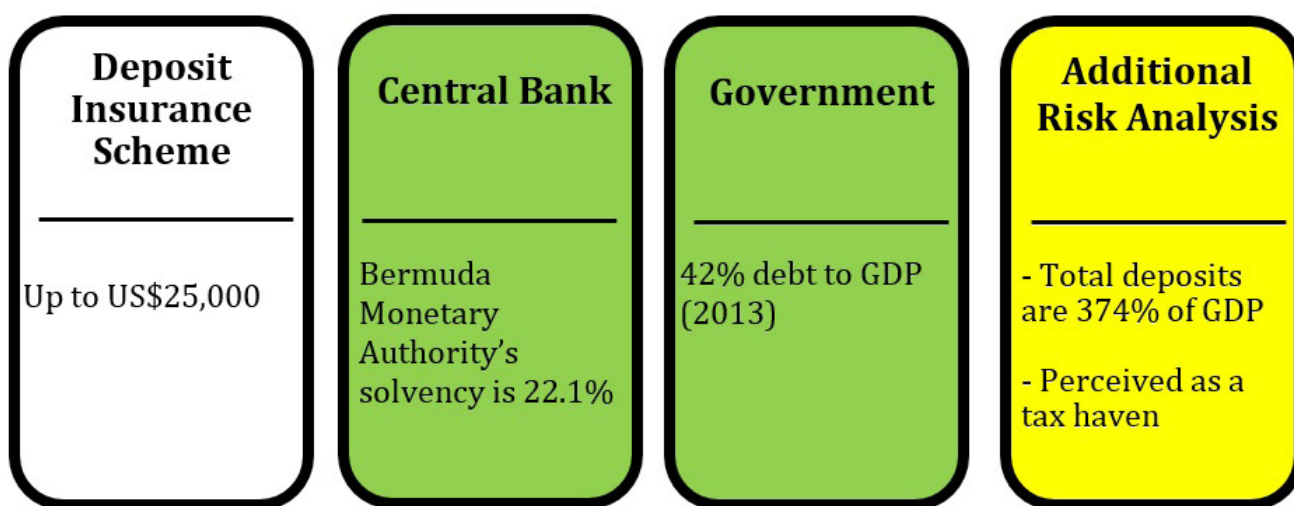 Deposit
Insurance
Scheme
Up to US$25,000
Central Bank
Bermuda
Monetary
Authority’s
solvency is 22.1%
Government
42% debt to GDP
(2013)
Additional
Risk Analysis
- Total deposits
are 374% of GDP
- Perceived as a
tax haven